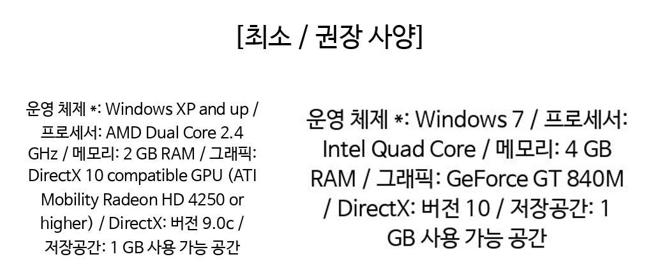 [최소 / 권장 사양]
운영 체제 *: Windows XP and up /
프로세서: AMD Dual Core 2.4
GHz / 메모리: 2 GB RAM / 그래픽:
DirectX 10 compatible GPU (ATI
Mobility Radeon HD 4250 or
higher) / DirectX: 버전 9.0c /
저장공간: 1 GB 사용 가능 공간
운영 체제 *: Windows 7 / 프로세서:
Intel Quad Core / 메모리: 4 GB
RAM / 그래픽: GeForce GT 840M
/ DirectX: 버전 10 / 저장공간: 1
GB 사용 가능 공간